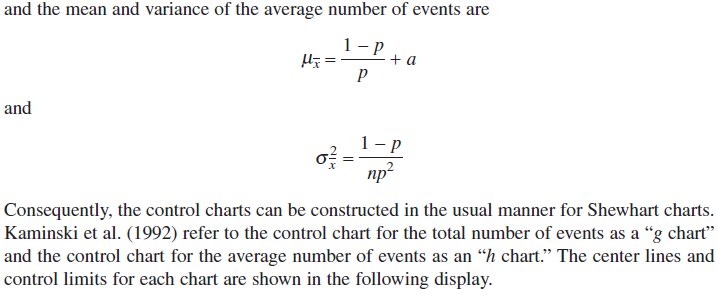 and the mean and variance of the average number of events are
μ_x̄ = (1 − p)/p + a
and
σ²_x̄ = (1 − p)/(np²)
Consequently, the control charts can be constructed in the usual manner for Shewhart charts.
Kaminski et al. (1992) refer to the control chart for the total number of events as a “g chart”
and the control chart for the average number of events as an “h chart.” The center lines and
control limits for each chart are shown in the following display.